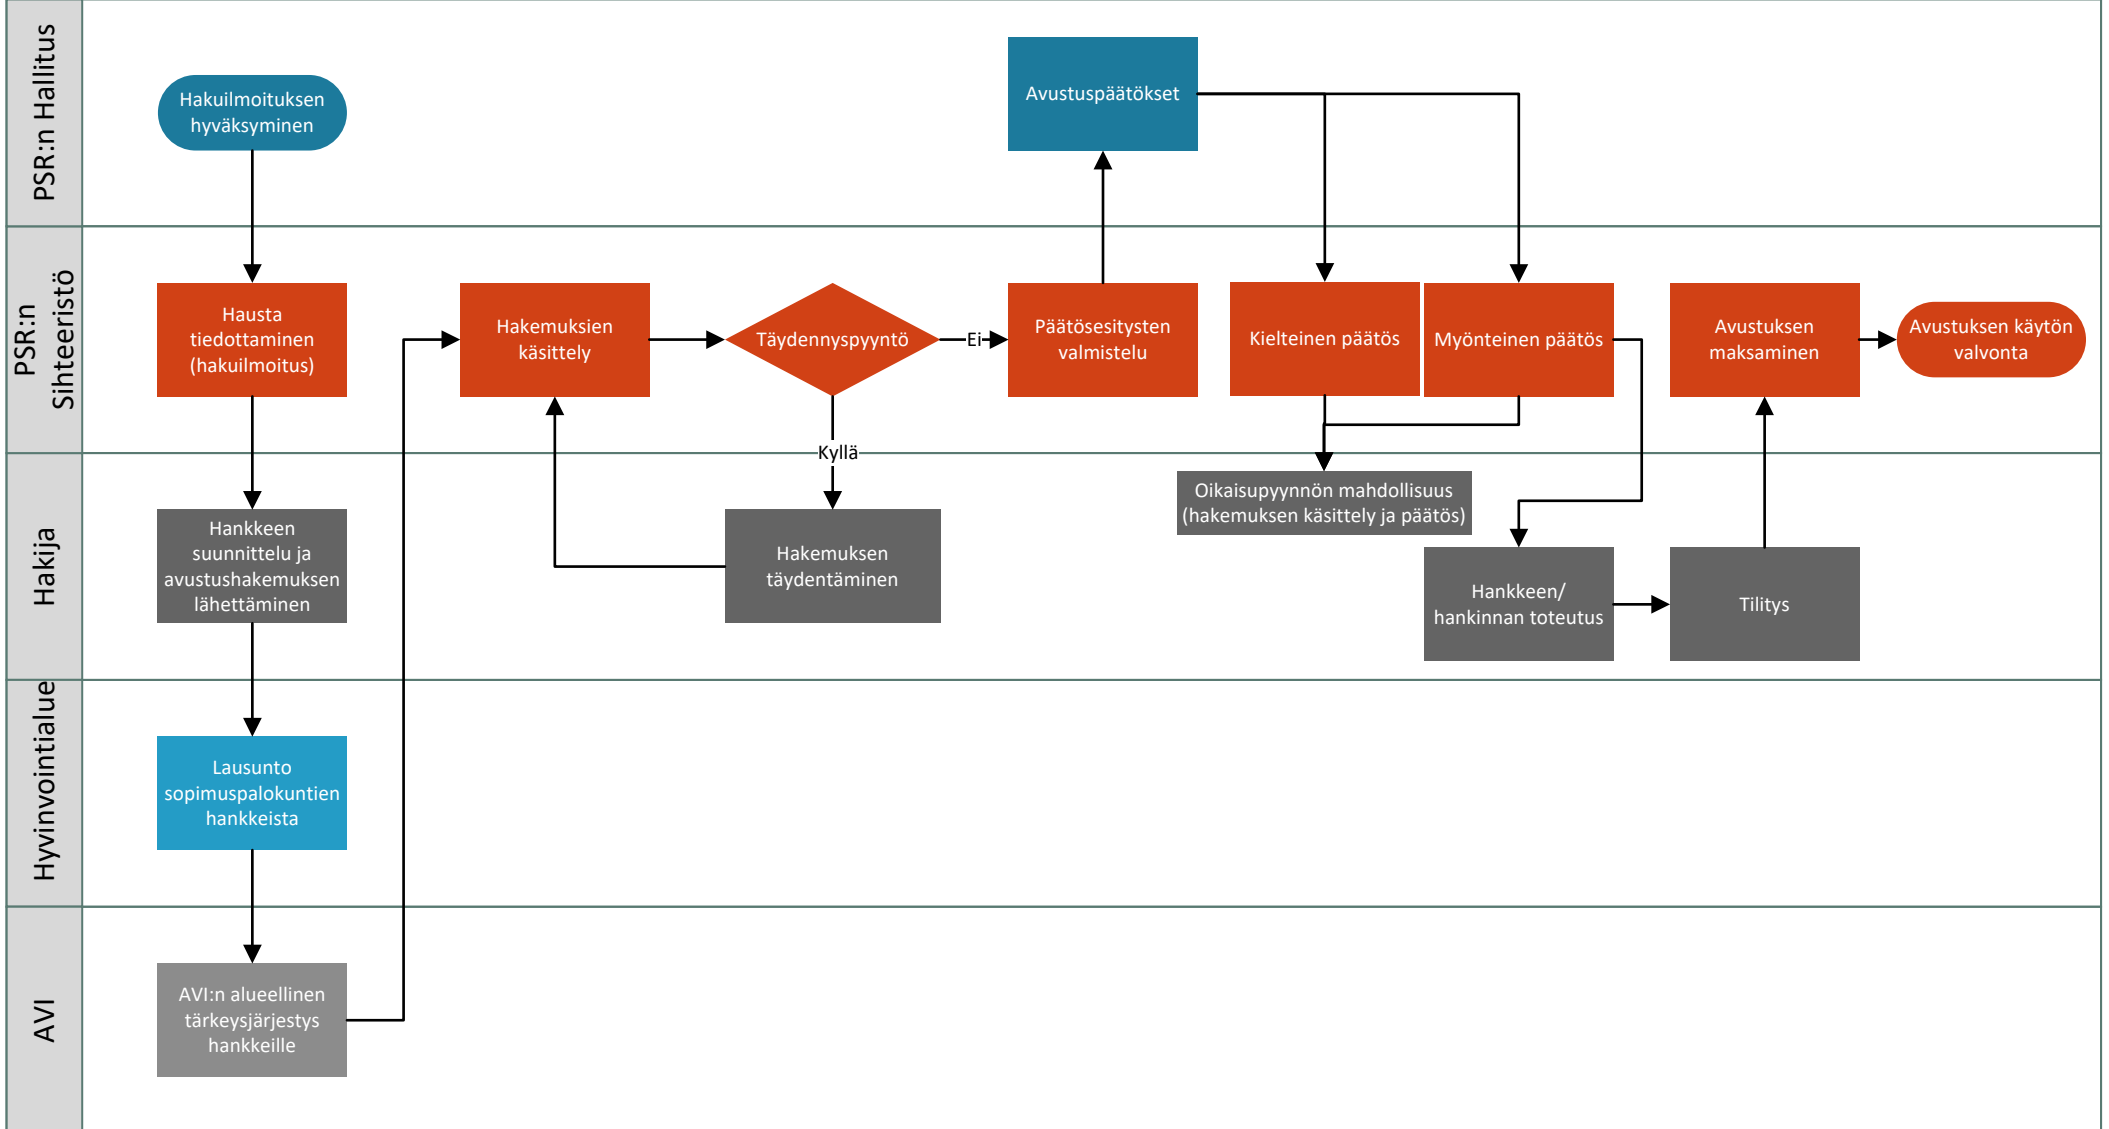 PSR:n Hallitus
Hakuilmoituksen
hyväksyminen
Avustuspäätökset
PSR:n
Sihteeristö
Hausta
tiedottaminen
(hakuilmoitus)
Hakemuksien
käsittely
Täydennyspyyntö
Ei
Päätösesitysten
valmistelu
Kielteinen päätös
Myönteinen päätös
Avustuksen
maksaminen
Avustuksen käytön
valvonta
Kyllä
Hakija
Hankkeen
suunnittelu ja
avustushakemuksen
lähettäminen
Hakemuksen
täydentäminen
Oikaisupyynnön mahdollisuus
(hakemuksen käsittely ja päätös)
Hankkeen/
hankinnan toteutus
Tilitys
Hyvinvointialue
Lausunto
sopimuspalokuntien
hankkeista
AVI
AVI:n alueellinen
tärkeysjärjestys
hankkeille